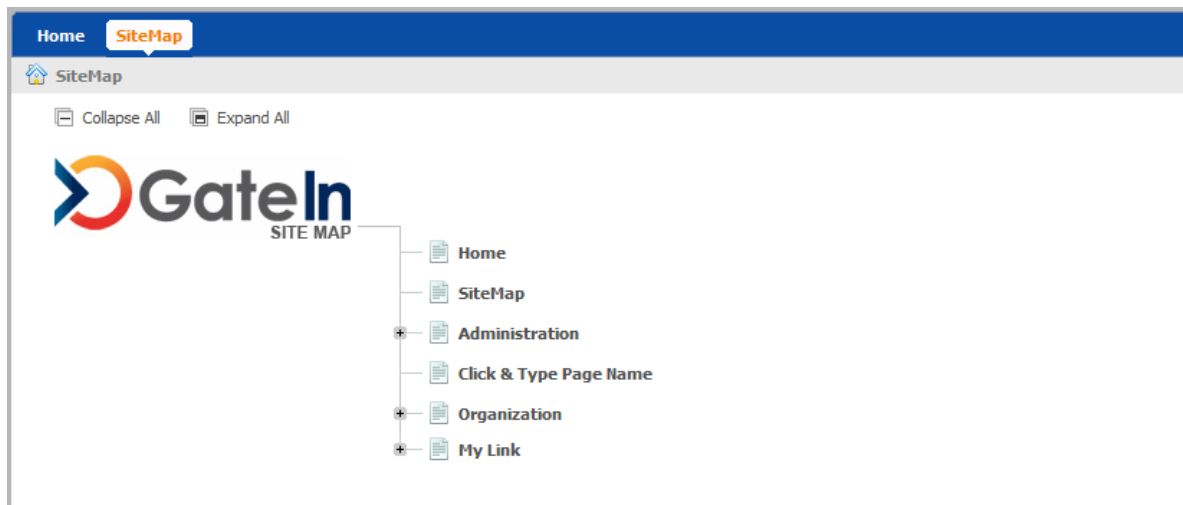 Home SiteMap
SiteMap
Collapse All Expand All
GateIn
SITE MAP
Home
SiteMap
Administration
Click & Type Page Name
Organization
My Link